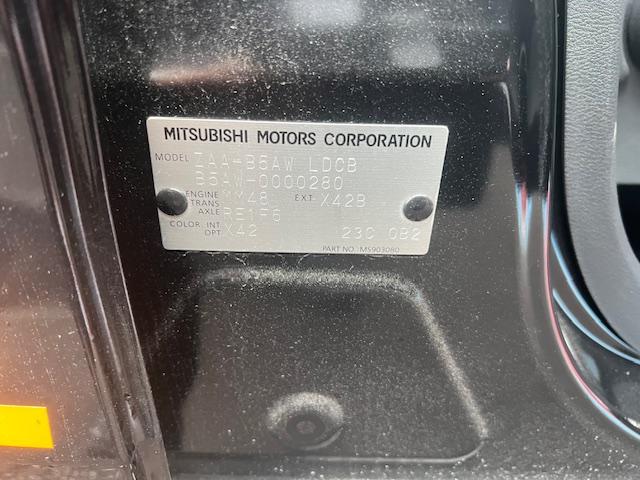 MITSUBISHI MOTORS CORPORATION
MODEL ZAA-B5AW LDCB
B5AW-0000280
ENGINE MM48 EXT X42B
TRANS
AXLE RE1F6
COLOR INT X42 23C 0B2
OPT
PART NO MS903080